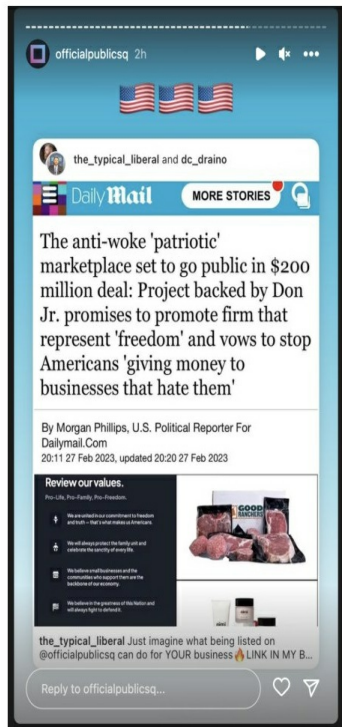 officialpublicsq 2h
the_typical_liberal and dc_draino
Daily Mail MORE STORIES
The anti-woke 'patriotic'
marketplace set to go public in $200
million deal: Project backed by Don
Jr. promises to promote firm that
represent 'freedom' and vows to stop
Americans 'giving money to
businesses that hate them'
By Morgan Phillips, U.S. Political Reporter For
Dailymail.Com
20:11 27 Feb 2023, updated 20:20 27 Feb 2023
Review our values.
Pro-Life, Pro-Family, Pro-Freedom.
We are united in our commitment to freedom
and truth — that's what makes us Americans.
We will always protect the family unit and
celebrate the sanctity of every life.
We believe small businesses and the
communities who support them are the
backbone of our economy.
We believe in the greatness of this Nation and
will always fight to defend it.
GOOD
RANCHERS
the_typical_liberal Just imagine what being listed on
@officialpublicsq can do for YOUR business🔥LINK IN MY B...
Reply to officialpublicsq...